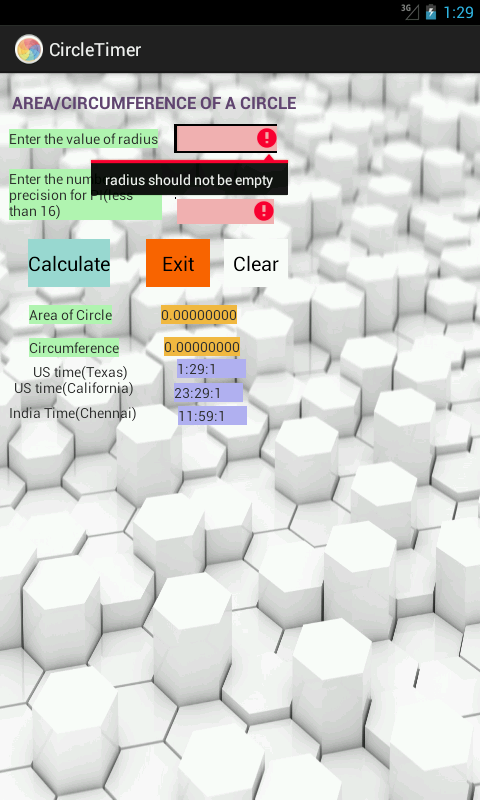 3G
1:29
CircleTimer
AREA/CIRCUMFERENCE OF A CIRCLE
Enter the value of radius
radius should not be empty
Enter the num
precision for
than 16)
Calculate
Exit
Clear
Area of Circle
0.00000000
Circumference
0.00000000
US time(Texas)
1:29:1
US time(California)
23:29:1
India Time(Chennai)
11:59:1